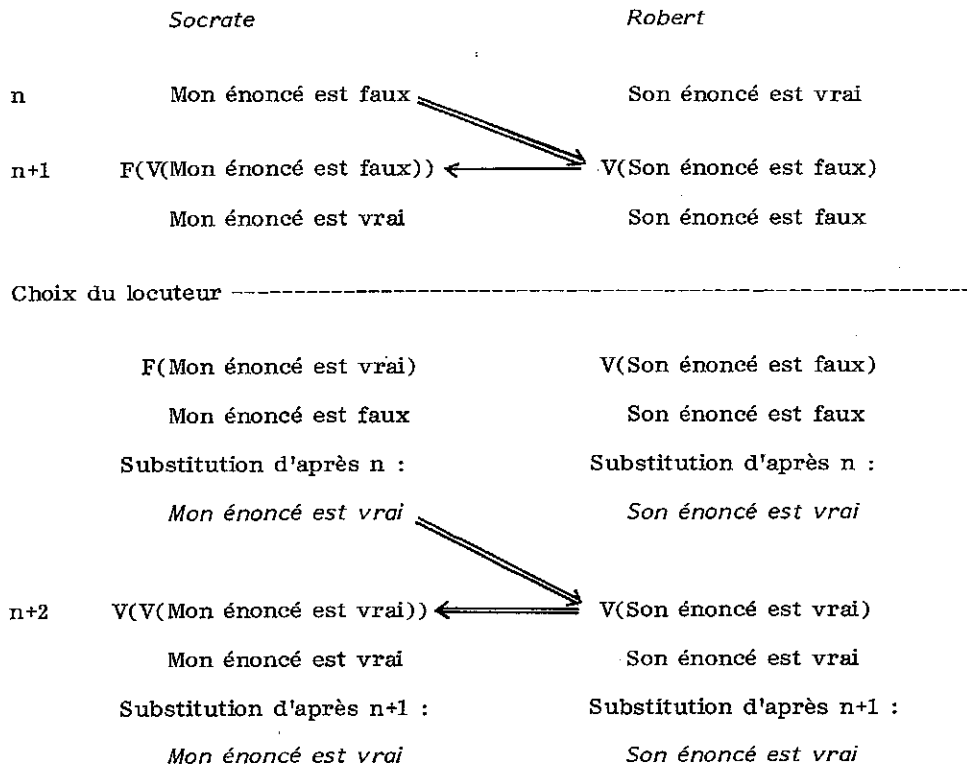 Socrate Robert
n Mon énoncé est faux Son énoncé est vrai
n+1 F(V(Mon énoncé est faux)) V(Son énoncé est faux)
Mon énoncé est vrai Son énoncé est faux
Choix du locuteur
F(Mon énoncé est vrai) V(Son énoncé est faux)
Mon énoncé est faux Son énoncé est faux
Substitution d'après n : Substitution d'après n :
Mon énoncé est vrai Son énoncé est vrai
n+2 V(V(Mon énoncé est vrai)) V(Son énoncé est vrai)
Mon énoncé est vrai Son énoncé est vrai
Substitution d'après n+1 : Substitution d'après n+1 :
Mon énoncé est vrai Son énoncé est vrai